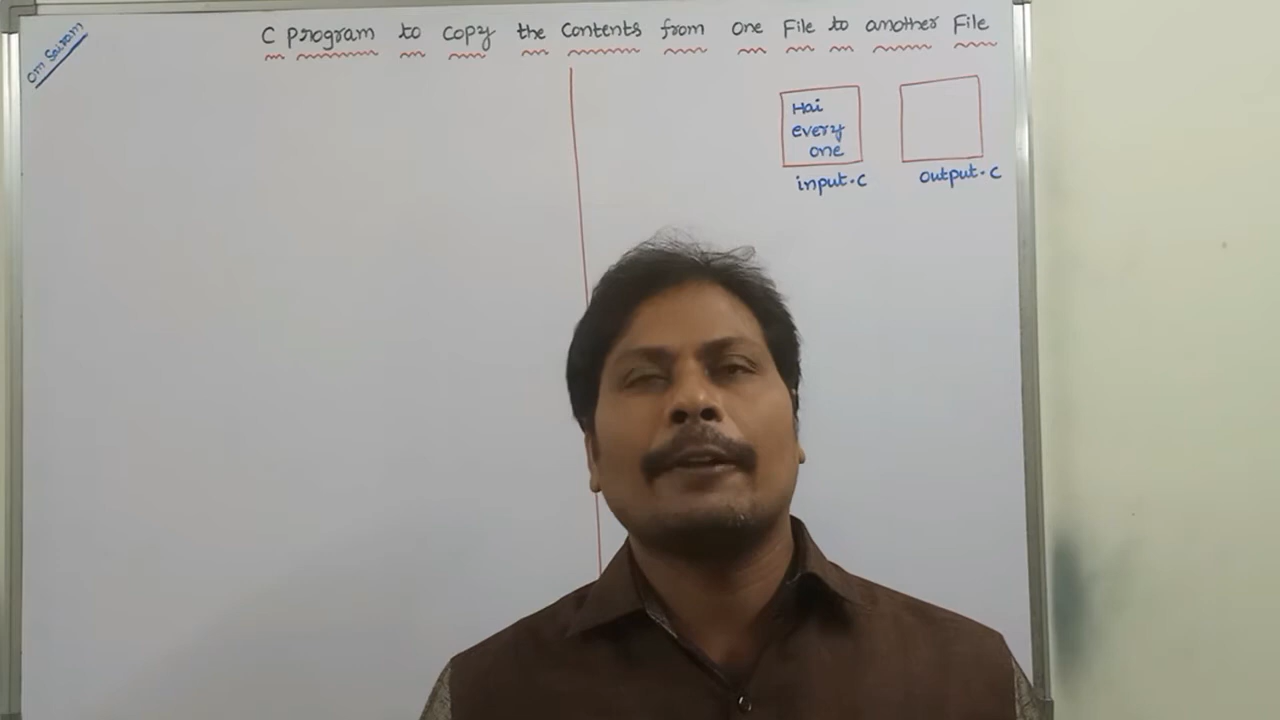 Om Sairam
C program to copy the Contents from one File to another File
Hai
every
one
input.c
output.c